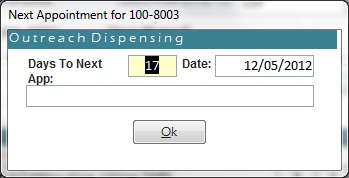 Next Appointment for 100-8003
Outreach Dispensing
Days To Next App: 17 Date: 12/05/2012
Ok